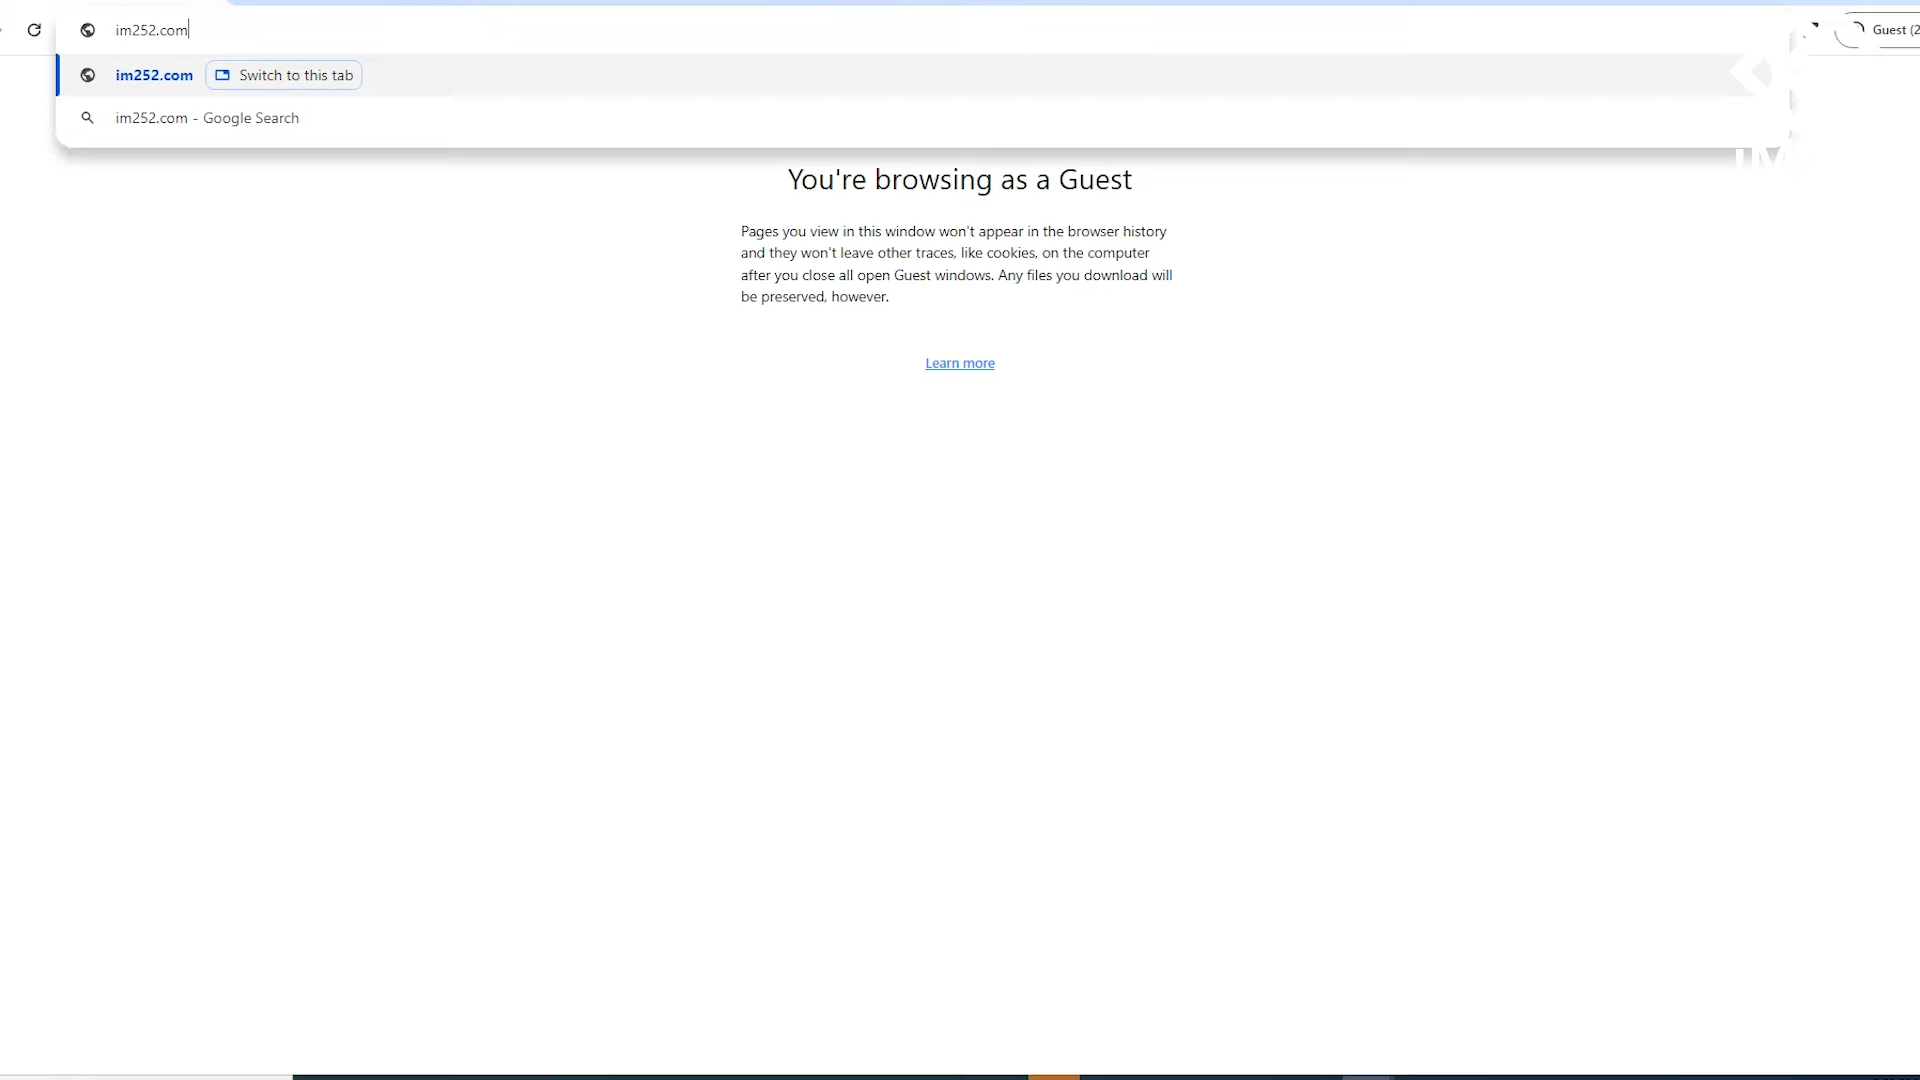 im252.com
Guest (2
im252.com Switch to this tab
im252.com - Google Search
You're browsing as a Guest
Pages you view in this window won't appear in the browser history
and they won't leave other traces, like cookies, on the computer
after you close all open Guest windows. Any files you download will
be preserved, however.
Learn more